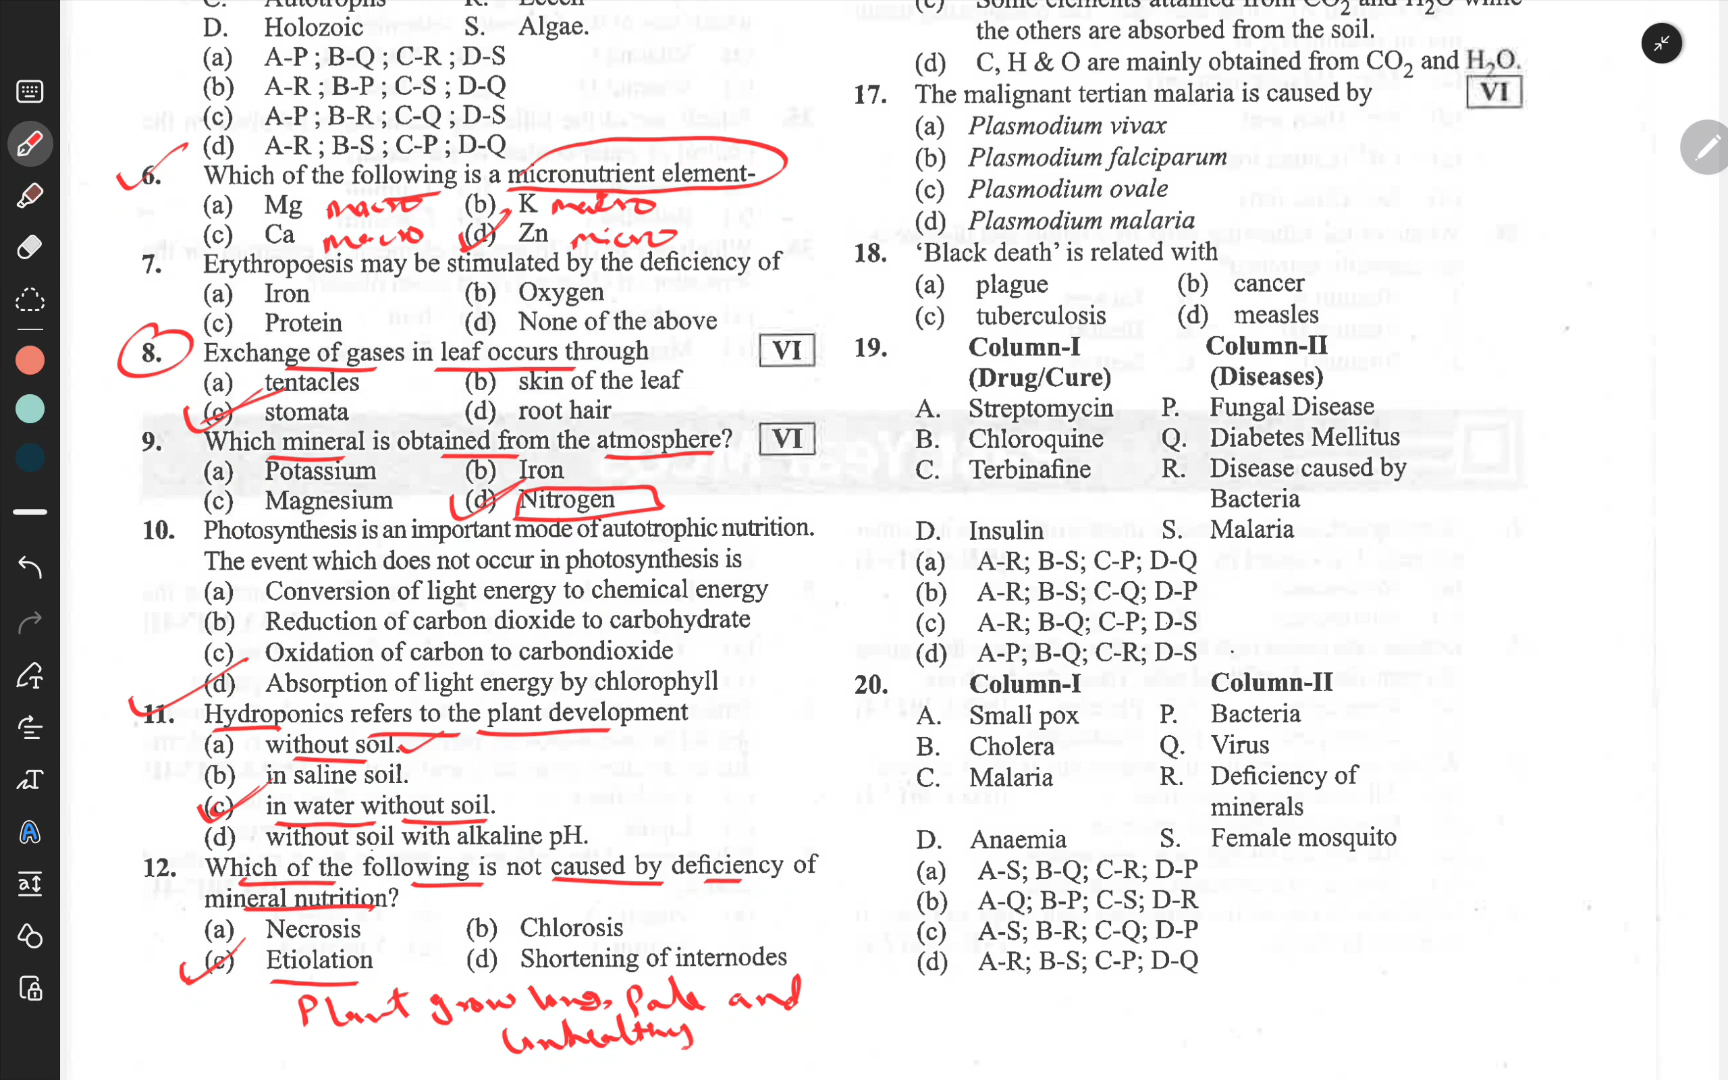 C. Autotrophs R. Leech
D. Holozoic S. Algae.
(a) A-P ; B-Q ; C-R ; D-S
(b) A-R ; B-P ; C-S ; D-Q
(c) A-P ; B-R ; C-Q ; D-S
(d) A-R ; B-S ; C-P ; D-Q
6. Which of the following is a micronutrient element-
(a) Mg macro (b) K macro
(c) Ca macro (d) Zn micro
7. Erythropoesis may be stimulated by the deficiency of
(a) Iron (b) Oxygen
(c) Protein (d) None of the above
8. Exchange of gases in leaf occurs through VI
(a) tentacles (b) skin of the leaf
(c) stomata (d) root hair
9. Which mineral is obtained from the atmosphere? VI
(a) Potassium (b) Iron
(c) Magnesium (d) Nitrogen
10. Photosynthesis is an important mode of autotrophic nutrition.
The event which does not occur in photosynthesis is
(a) Conversion of light energy to chemical energy
(b) Reduction of carbon dioxide to carbohydrate
(c) Oxidation of carbon to carbondioxide
(d) Absorption of light energy by chlorophyll
11. Hydroponics refers to the plant development
(a) without soil.
(b) in saline soil.
(c) in water without soil.
(d) without soil with alkaline pH.
12. Which of the following is not caused by deficiency of
mineral nutrition?
(a) Necrosis (b) Chlorosis
(c) Etiolation (d) Shortening of internodes
Plant grow long, Pale and
unhealthy
(c) Some elements attained from CO₂ and H₂O while
the others are absorbed from the soil.
(d) C, H & O are mainly obtained from CO₂ and H₂O.
17. The malignant tertian malaria is caused by VI
(a) Plasmodium vivax
(b) Plasmodium falciparum
(c) Plasmodium ovale
(d) Plasmodium malaria
18. ‘Black death’ is related with
(a) plague (b) cancer
(c) tuberculosis (d) measles
19. Column-I Column-II
(Drug/Cure) (Diseases)
A. Streptomycin P. Fungal Disease
B. Chloroquine Q. Diabetes Mellitus
C. Terbinafine R. Disease caused by
Bacteria
D. Insulin S. Malaria
(a) A-R; B-S; C-P; D-Q
(b) A-R; B-S; C-Q; D-P
(c) A-R; B-Q; C-P; D-S
(d) A-P; B-Q; C-R; D-S
20. Column-I Column-II
A. Small pox P. Bacteria
B. Cholera Q. Virus
C. Malaria R. Deficiency of
minerals
D. Anaemia S. Female mosquito
(a) A-S; B-Q; C-R; D-P
(b) A-Q; B-P; C-S; D-R
(c) A-S; B-R; C-Q; D-P
(d) A-R; B-S; C-P; D-Q